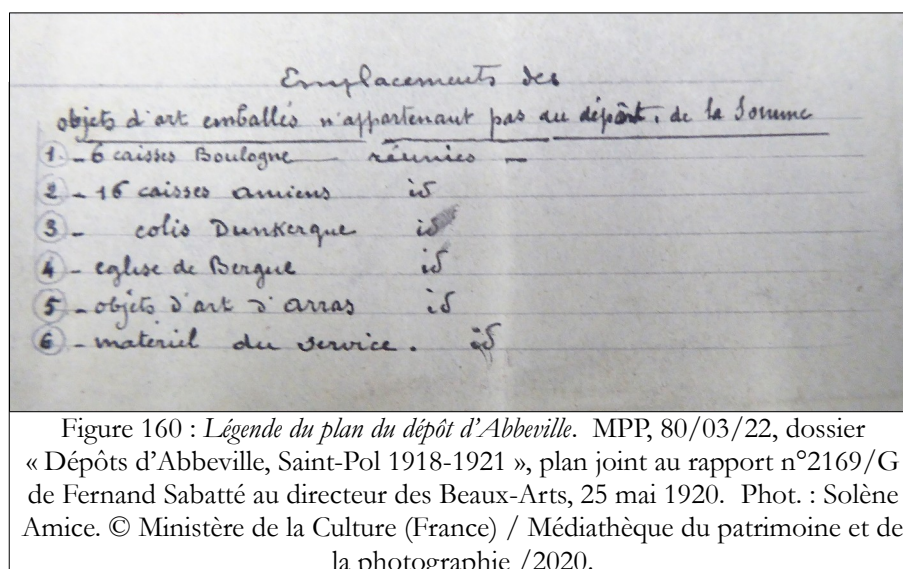 Emplacements des
objets d'art emballés n'appartenant pas au dépôt. de la Somme
1 - 6 caisses Boulogne réunies -
2 - 16 caisses amiens id
3 - colis Dunkerque id
4 - eglise de Bergue id
5 - objets d'art d'arras id
6 - matériel du service. id
Figure 160 : Légende du plan du dépôt d'Abbeville. MPP, 80/03/22, dossier
« Dépôts d'Abbeville, Saint-Pol 1918-1921 », plan joint au rapport n°2169/G
de Fernand Sabatté au directeur des Beaux-Arts, 25 mai 1920. Phot. : Solène
Amice. © Ministère de la Culture (France) / Médiathèque du patrimoine et de
la photographie /2020.